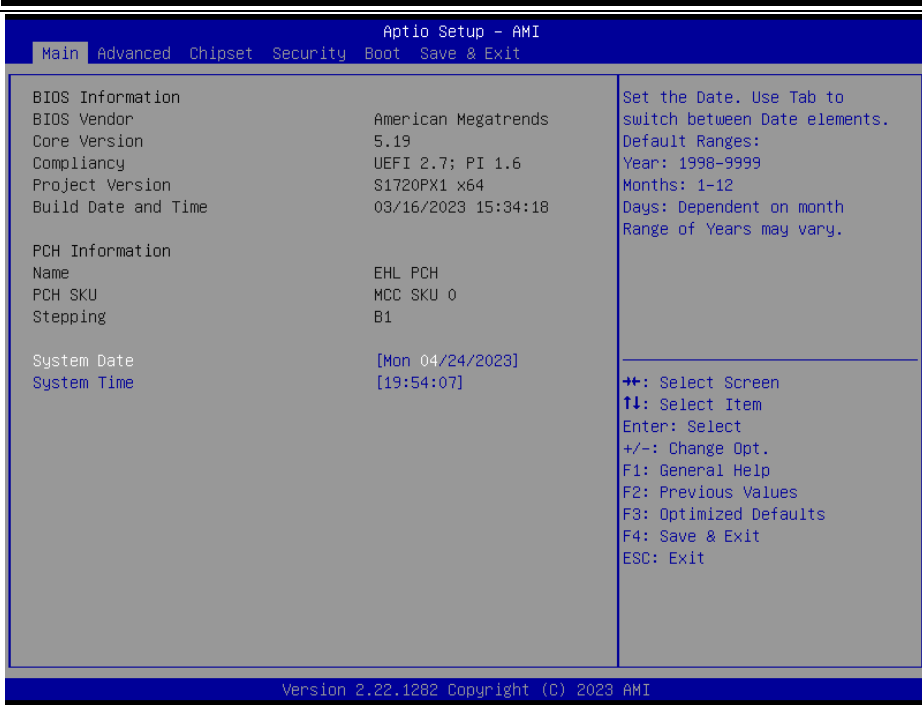 Aptio Setup – AMI
Main Advanced Chipset Security Boot Save & Exit
BIOS Information
BIOS Vendor American Megatrends
Core Version 5.19
Compliancy UEFI 2.7; PI 1.6
Project Version S1720PX1 x64
Build Date and Time 03/16/2023 15:34:18
PCH Information
Name EHL PCH
PCH SKU MCC SKU 0
Stepping B1
System Date [Mon 04/24/2023]
System Time [19:54:07]
Set the Date. Use Tab to
switch between Date elements.
Default Ranges:
Year: 1998-9999
Months: 1-12
Days: Dependent on month
Range of Years may vary.
→←: Select Screen
↑↓: Select Item
Enter: Select
+/-: Change Opt.
F1: General Help
F2: Previous Values
F3: Optimized Defaults
F4: Save & Exit
ESC: Exit
Version 2.22.1282 Copyright (C) 2023 AMI